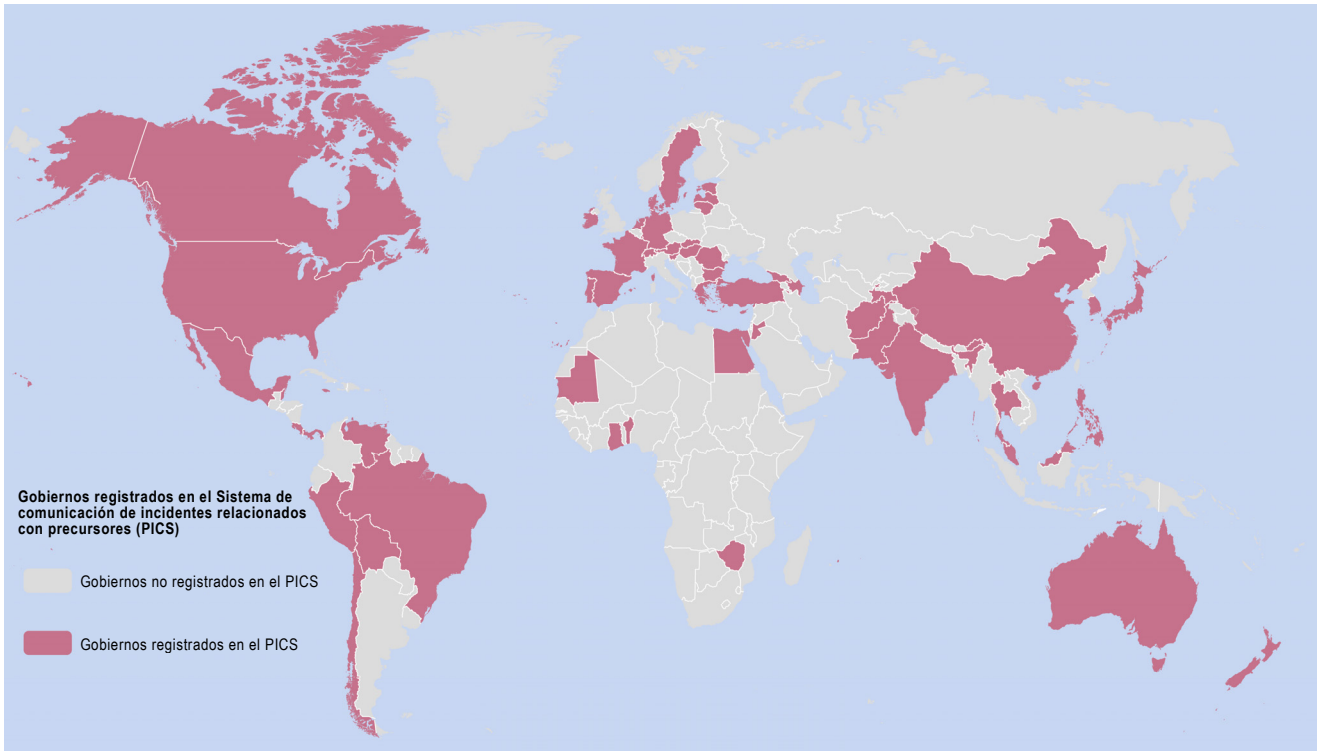 Gobiernos registrados en el Sistema de
comunicación de incidentes relacionados
con precursores (PICS)
Gobiernos no registrados en el PICS
Gobiernos registrados en el PICS